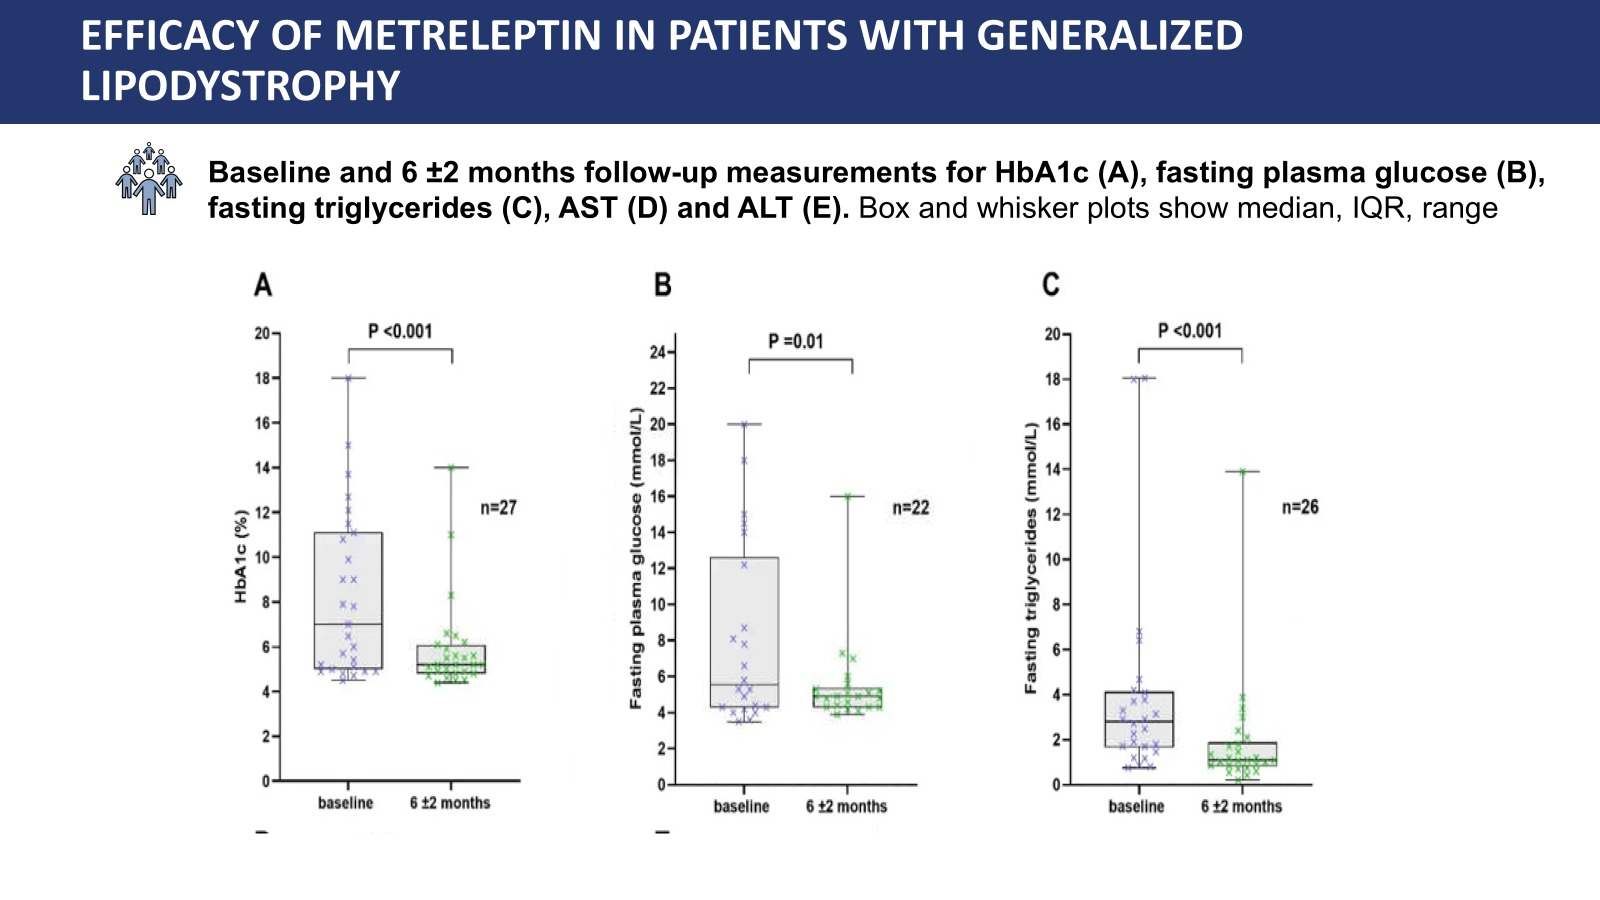 EFFICACY OF METRELEPTIN IN PATIENTS WITH GENERALIZED
LIPODYSTROPHY
Baseline and 6 ±2 months follow-up measurements for HbA1c (A), fasting plasma glucose (B),
fasting triglycerides (C), AST (D) and ALT (E). Box and whisker plots show median, IQR, range
A
P <0.001
20
18
16
14
12
10
8
6
4
2
0
HbA1c (%)
n=27
baseline
6 ±2 months
B
P =0.01
24
22
20
18
16
14
12
10
8
6
4
2
0
Fasting plasma glucose (mmol/L)
n=22
baseline
6 ±2 months
C
P <0.001
20
18
16
14
12
10
8
6
4
2
0
Fasting triglycerides (mmol/L)
n=26
baseline
6 ±2 months